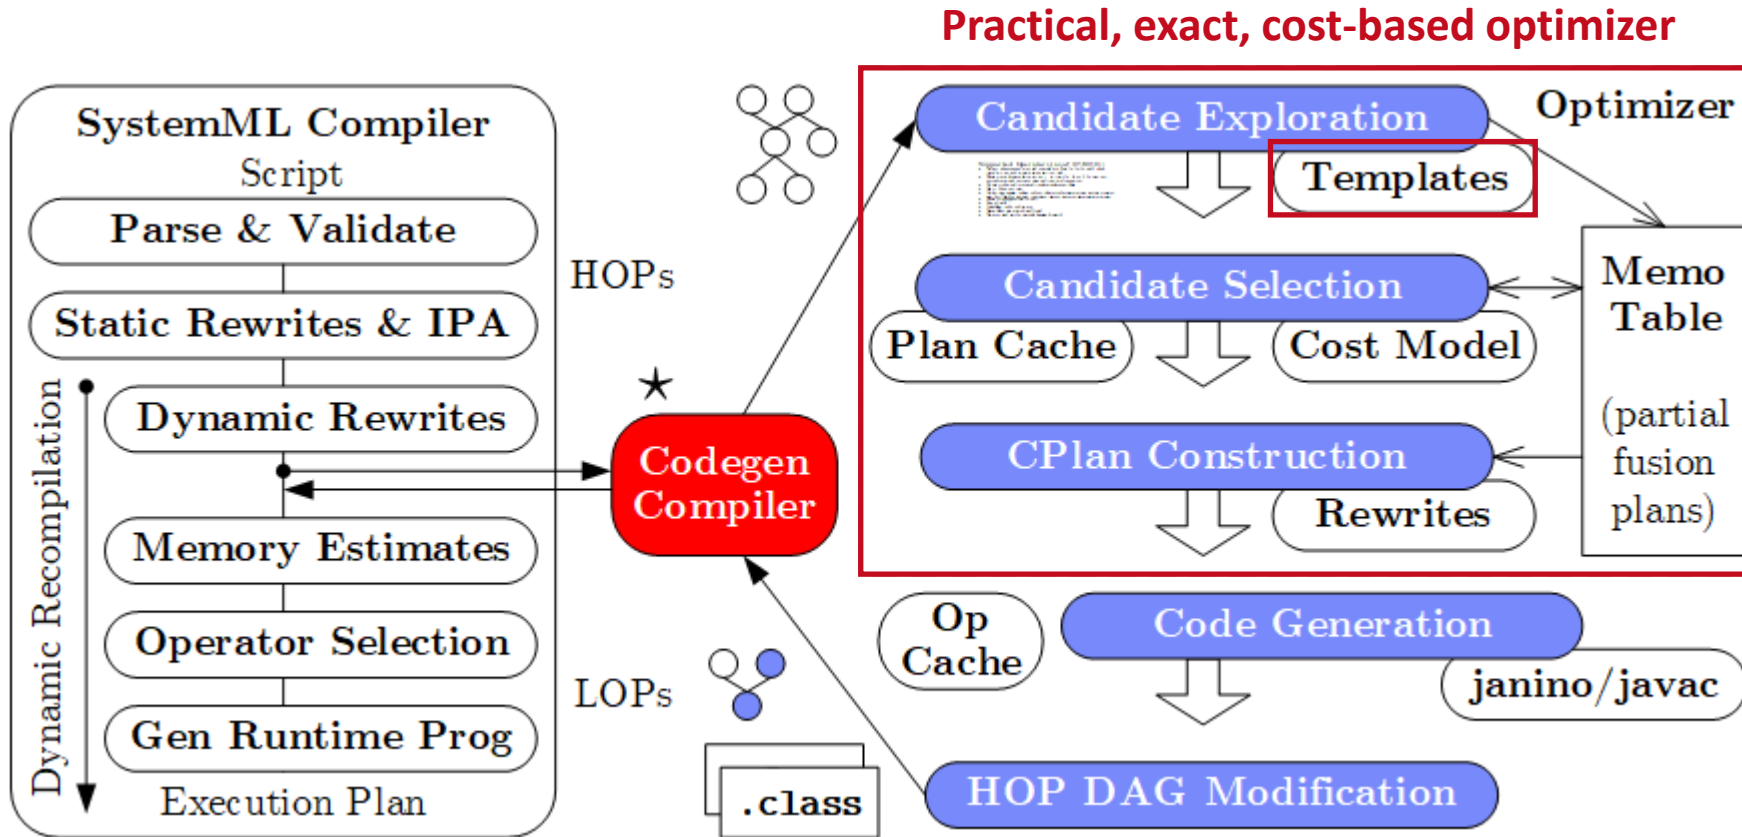 Practical, exact, cost-based optimizer
SystemML Compiler
Script
Parse & Validate
Static Rewrites & IPA
Dynamic Rewrites
Memory Estimates
Operator Selection
Gen Runtime Prog
Execution Plan
Dynamic Recompilation
HOPs
Codegen
Compiler
LOPs
.class
Optimizer
Candidate Exploration
Templates
Candidate Selection
Plan Cache
Cost Model
CPlan Construction
Rewrites
Memo
Table
(partial
fusion
plans)
Op
Cache
Code Generation
janino/javac
HOP DAG Modification